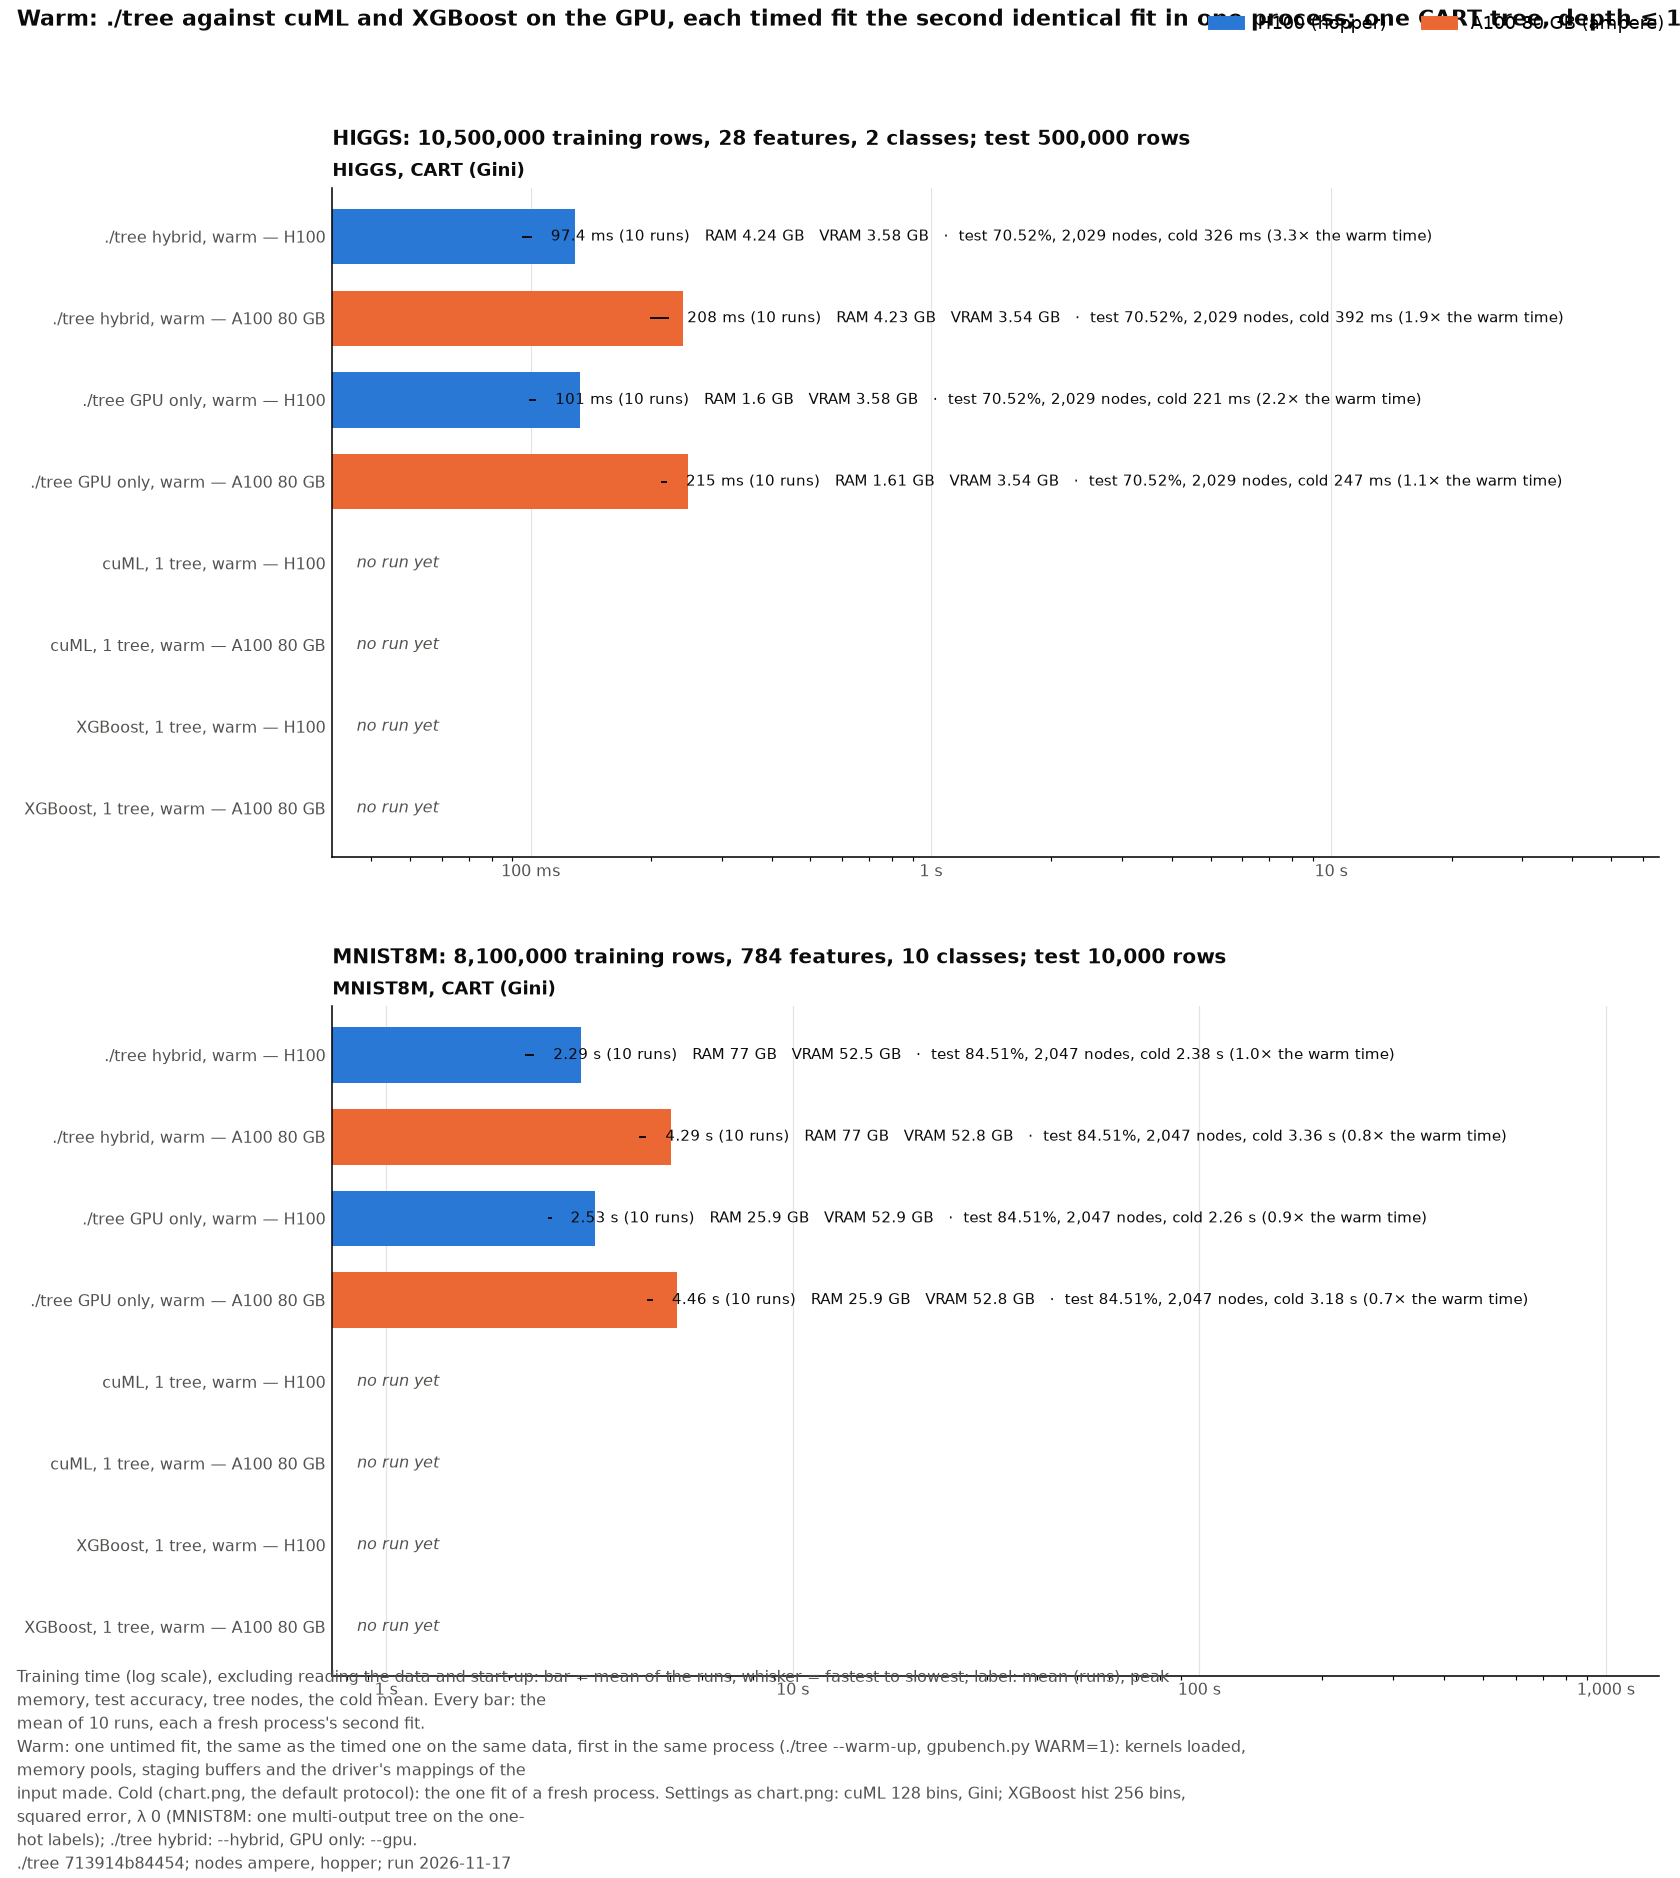 Warm: ./tree against cuML and XGBoost on the GPU, each timed fit the second identical fit in one process; one CART tree, depth ≤ 1
H100 (hopper) A100 80 GB (ampere)
HIGGS: 10,500,000 training rows, 28 features, 2 classes; test 500,000 rows
HIGGS, CART (Gini)
./tree hybrid, warm — H100 97.4 ms (10 runs) RAM 4.24 GB VRAM 3.58 GB · test 70.52%, 2,029 nodes, cold 326 ms (3.3× the warm time)
./tree hybrid, warm — A100 80 GB 208 ms (10 runs) RAM 4.23 GB VRAM 3.54 GB · test 70.52%, 2,029 nodes, cold 392 ms (1.9× the warm time)
./tree GPU only, warm — H100 101 ms (10 runs) RAM 1.6 GB VRAM 3.58 GB · test 70.52%, 2,029 nodes, cold 221 ms (2.2× the warm time)
./tree GPU only, warm — A100 80 GB 215 ms (10 runs) RAM 1.61 GB VRAM 3.54 GB · test 70.52%, 2,029 nodes, cold 247 ms (1.1× the warm time)
cuML, 1 tree, warm — H100 no run yet
cuML, 1 tree, warm — A100 80 GB no run yet
XGBoost, 1 tree, warm — H100 no run yet
XGBoost, 1 tree, warm — A100 80 GB no run yet
100 ms 1 s 10 s
MNIST8M: 8,100,000 training rows, 784 features, 10 classes; test 10,000 rows
MNIST8M, CART (Gini)
./tree hybrid, warm — H100 2.29 s (10 runs) RAM 77 GB VRAM 52.5 GB · test 84.51%, 2,047 nodes, cold 2.38 s (1.0× the warm time)
./tree hybrid, warm — A100 80 GB 4.29 s (10 runs) RAM 77 GB VRAM 52.8 GB · test 84.51%, 2,047 nodes, cold 3.36 s (0.8× the warm time)
./tree GPU only, warm — H100 2.53 s (10 runs) RAM 25.9 GB VRAM 52.9 GB · test 84.51%, 2,047 nodes, cold 2.26 s (0.9× the warm time)
./tree GPU only, warm — A100 80 GB 4.46 s (10 runs) RAM 25.9 GB VRAM 52.8 GB · test 84.51%, 2,047 nodes, cold 3.18 s (0.7× the warm time)
cuML, 1 tree, warm — H100 no run yet
cuML, 1 tree, warm — A100 80 GB no run yet
XGBoost, 1 tree, warm — H100 no run yet
XGBoost, 1 tree, warm — A100 80 GB no run yet
1 s 10 s 100 s 1,000 s
Training time (log scale), excluding reading the data and start-up: bar = mean of the runs, whisker = fastest to slowest; label: mean (runs), peak
memory, test accuracy, tree nodes, the cold mean. Every bar: the
mean of 10 runs, each a fresh process's second fit.
Warm: one untimed fit, the same as the timed one on the same data, first in the same process (./tree --warm-up, gpubench.py WARM=1): kernels loaded,
memory pools, staging buffers and the driver's mappings of the
input made. Cold (chart.png, the default protocol): the one fit of a fresh process. Settings as chart.png: cuML 128 bins, Gini; XGBoost hist 256 bins,
squared error, λ 0 (MNIST8M: one multi-output tree on the one-
hot labels); ./tree hybrid: --hybrid, GPU only: --gpu.
./tree 713914b84454; nodes ampere, hopper; run 2026-11-17